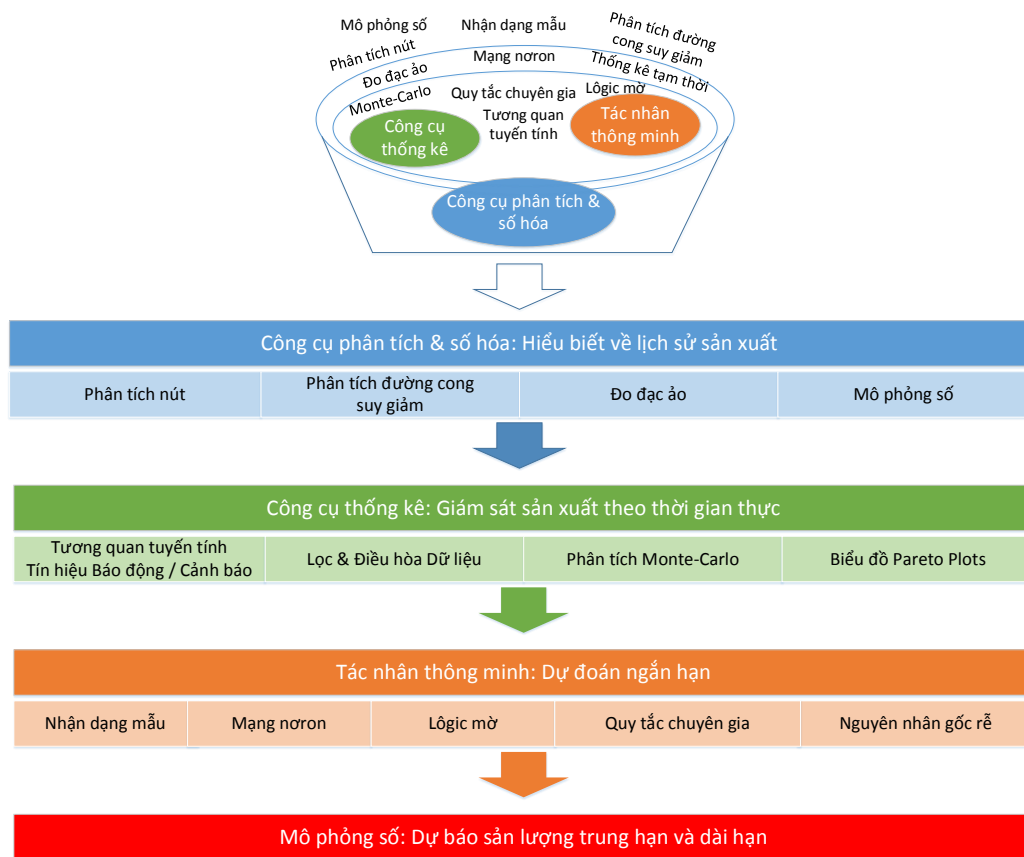 Mô phỏng số
Nhận dạng mẫu
Phân tích đường
cong suy giảm
Phân tích nút
Mạng nơron
Thống kê tạm thời
Đo đạc ảo
Monte-Carlo
Quy tắc chuyên gia
Lôgic mờ
Tương quan
tuyến tính
Công cụ
thống kê
Tác nhân
thông minh
Công cụ phân tích &
số hóa
Công cụ phân tích & số hóa: Hiểu biết về lịch sử sản xuất
Phân tích nút
Phân tích đường cong
suy giảm
Đo đạc ảo
Mô phỏng số
Công cụ thống kê: Giám sát sản xuất theo thời gian thực
Tương quan tuyến tính
Tín hiệu Báo động / Cảnh báo
Lọc & Điều hòa Dữ liệu
Phân tích Monte-Carlo
Biểu đồ Pareto Plots
Tác nhân thông minh: Dự đoán ngắn hạn
Nhận dạng mẫu
Mạng nơron
Lôgic mờ
Quy tắc chuyên gia
Nguyên nhân gốc rễ
Mô phỏng số: Dự báo sản lượng trung hạn và dài hạn